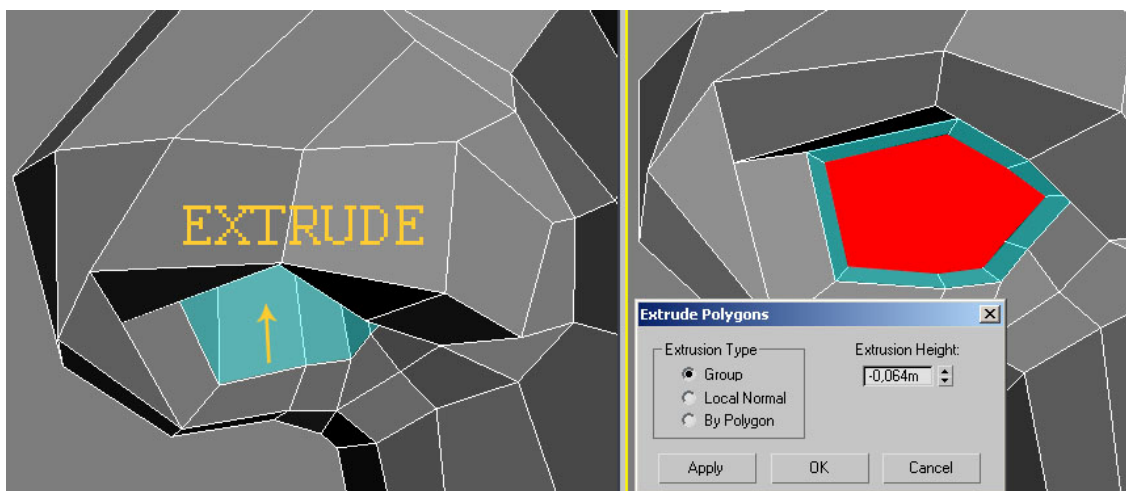 EXTRUDE
Extrude Polygons
Extrusion Type
Extrusion Height:
Group
-0,064m
Local Normal
By Polygon
Apply
OK
Cancel